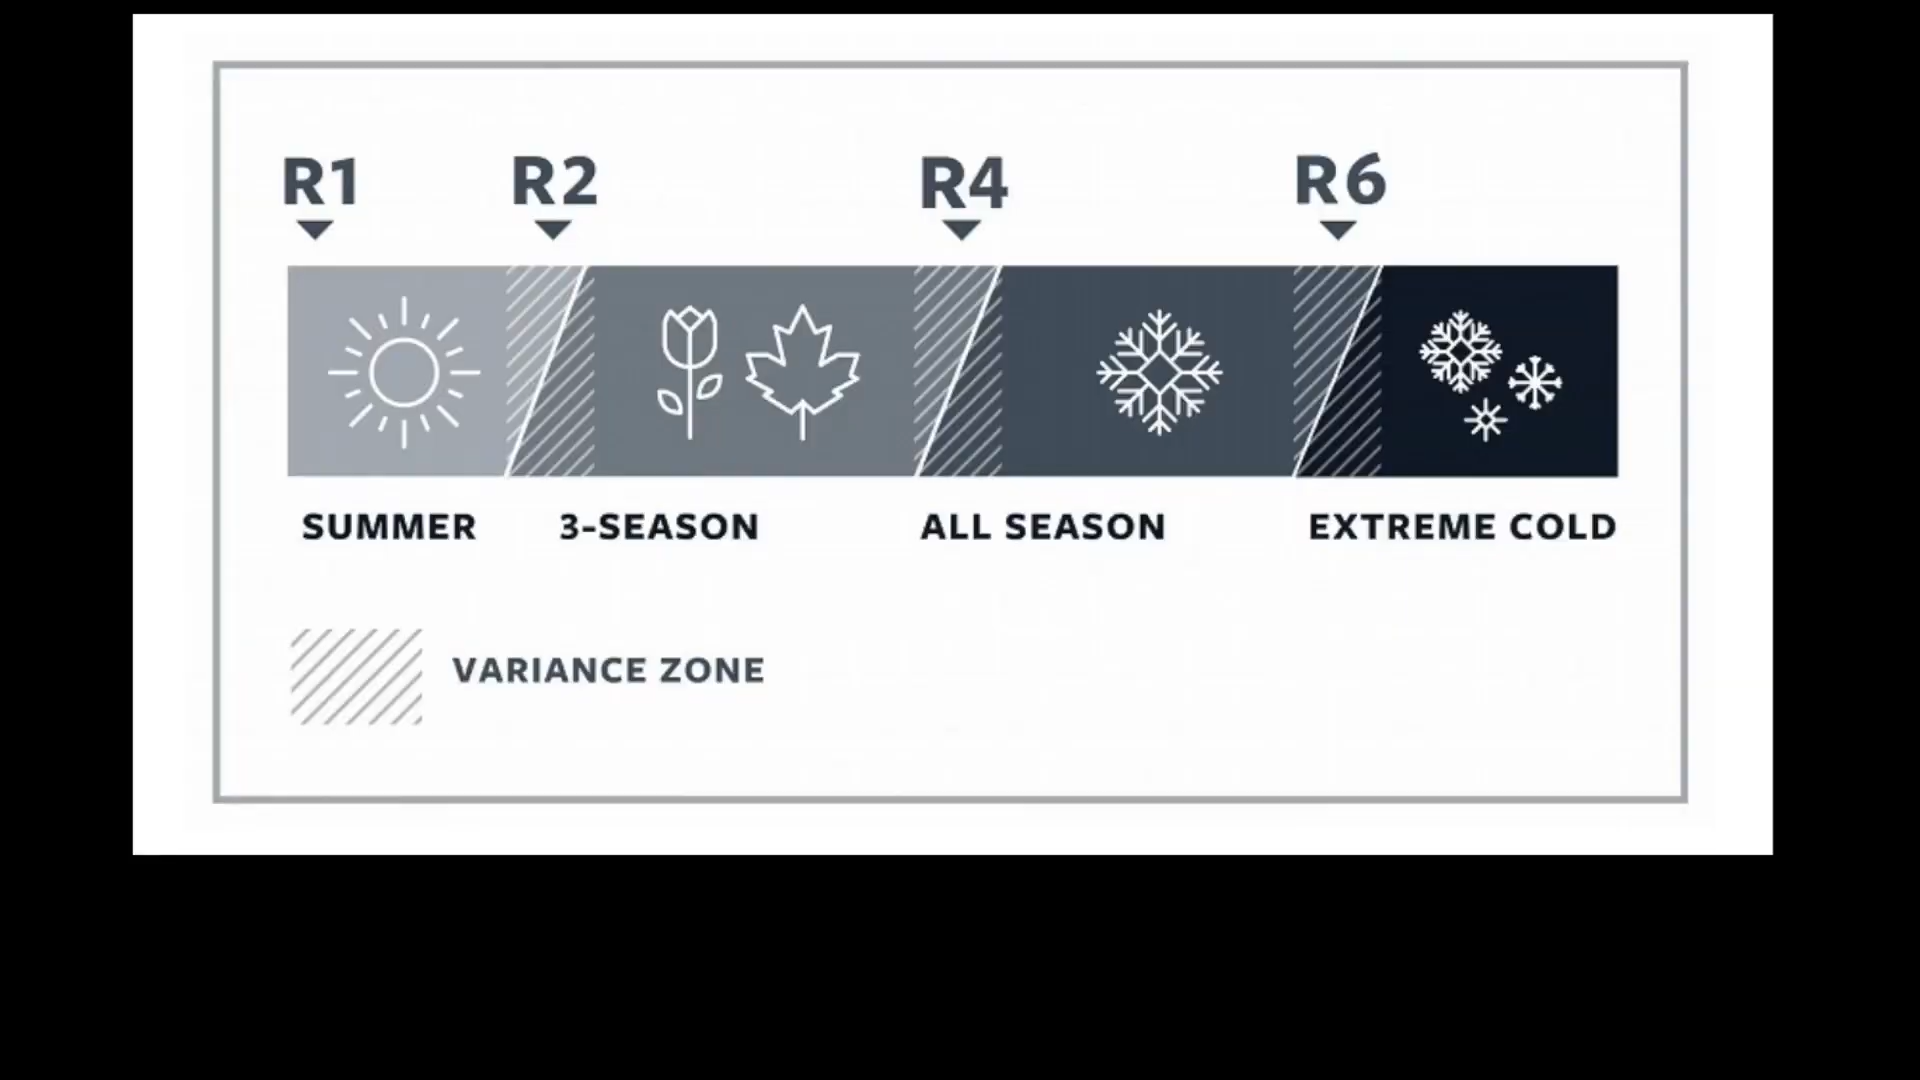 R1 R2 R4 R6
SUMMER 3-SEASON ALL SEASON EXTREME COLD
VARIANCE ZONE